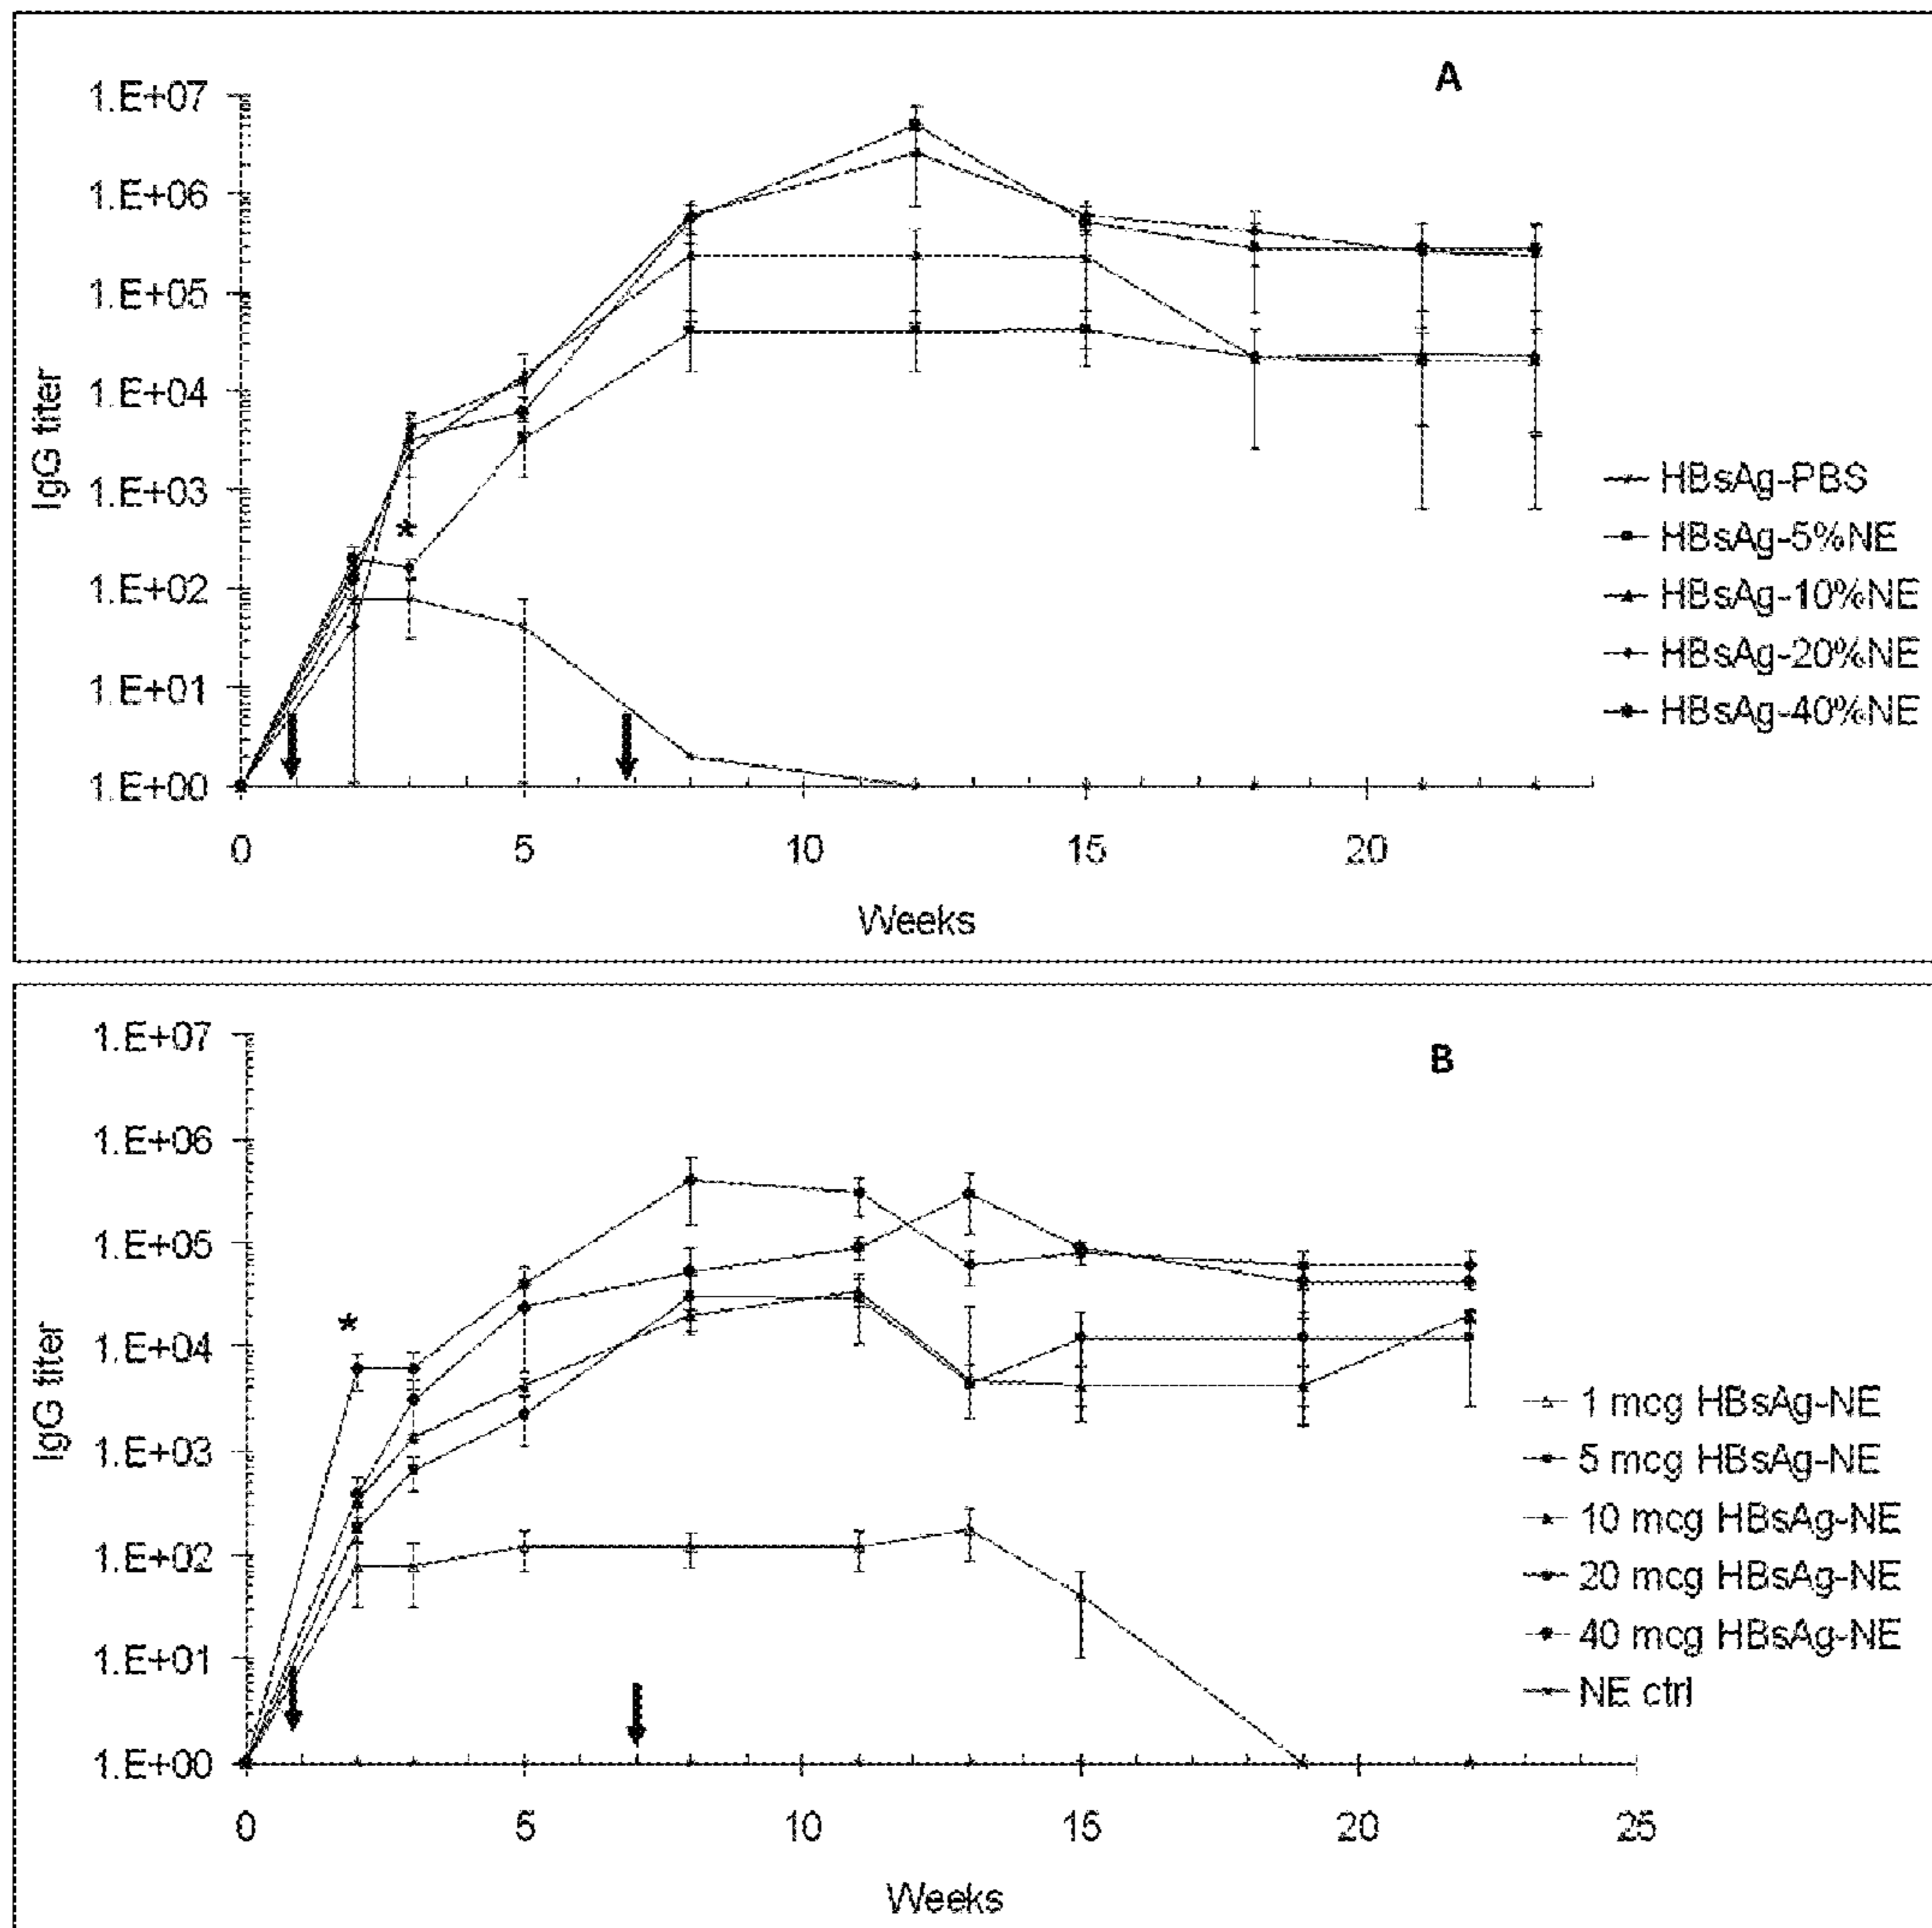 A
1.E+07
1.E+06
1.E+05
1.E+04
1.E+03
1.E+02
1.E+01
1.E+00
IgG titer
*
0 5 10 15 20
Weeks
HBsAg-PBS
HBsAg-5%NE
HBsAg-10%NE
HBsAg-20%NE
HBsAg-40%NE
B
1.E+07
1.E+06
1.E+05
1.E+04
1.E+03
1.E+02
1.E+01
1.E+00
IgG titer
*
0 5 10 15 20 25
Weeks
1 mcg HBsAg-NE
5 mcg HBsAg-NE
10 mcg HBsAg-NE
20 mcg HBsAg-NE
40 mcg HBsAg-NE
NE ctrl